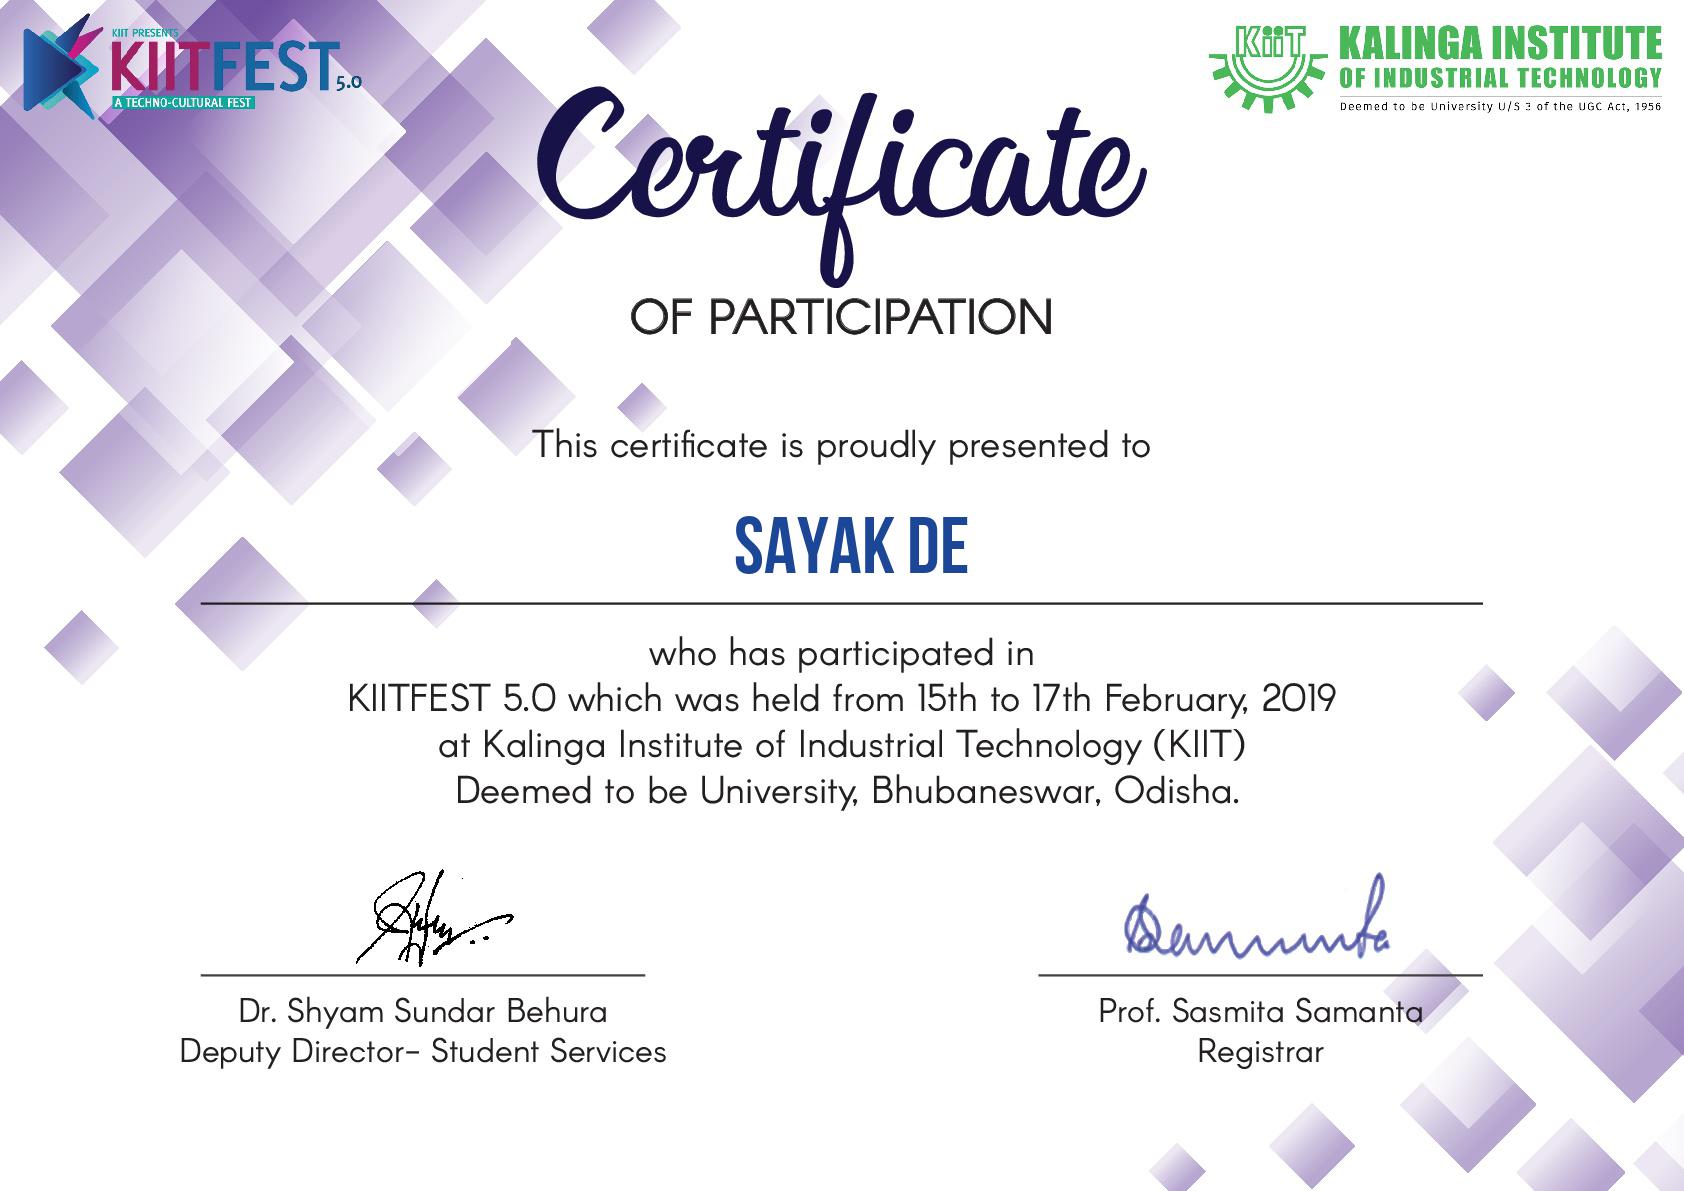 KIIT PRESENTS
KIITFEST 5.0
A TECHNO-CULTURAL FEST
KiiT
KALINGA INSTITUTE
OF INDUSTRIAL TECHNOLOGY
Deemed to be University U/S 3 of the UGC Act, 1956
Certificate
OF PARTICIPATION
This certificate is proudly presented to
SAYAK DE
who has participated in
KIITFEST 5.0 which was held from 15th to 17th February, 2019
at Kalinga Institute of Industrial Technology (KIIT)
Deemed to be University, Bhubaneswar, Odisha.
Dr. Shyam Sundar Behura
Deputy Director- Student Services
Prof. Sasmita Samanta
Registrar